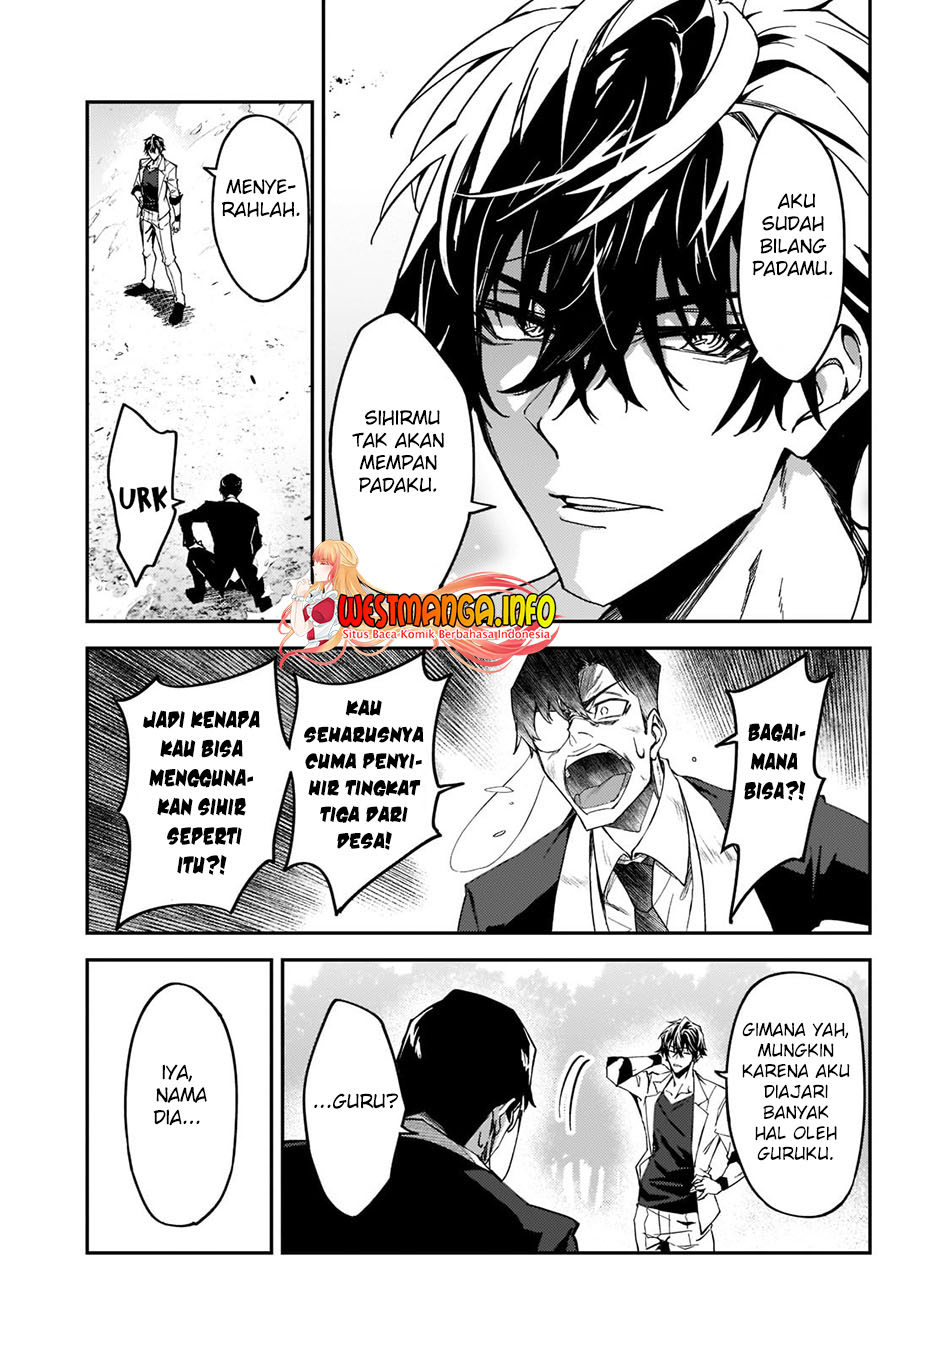 AKU
SUDAH
BILANG
PADAMU.
SIHIRMU
TAK AKAN
MEMPAN
PADAKU.
MENYE-
RAHLAH.
URK
WESTMANGA.INFO
Situs Baca Komik Berbahasa Indonesia
BAGAI-
MANA
BISA?!
KAU
SEHARUSNYA
CUMA PENYI-
HIR TINGKAT
TIGA DARI
DESA!
JADI KENAPA
KAU BISA
MENGGUNA-
KAN SIHIR
SEPERTI
ITU?!
GIMANA YAH,
MUNGKIN
KARENA AKU
DIAJARI
BANYAK
HAL OLEH
GURUKU.
...GURU?
IYA,
NAMA
DIA...